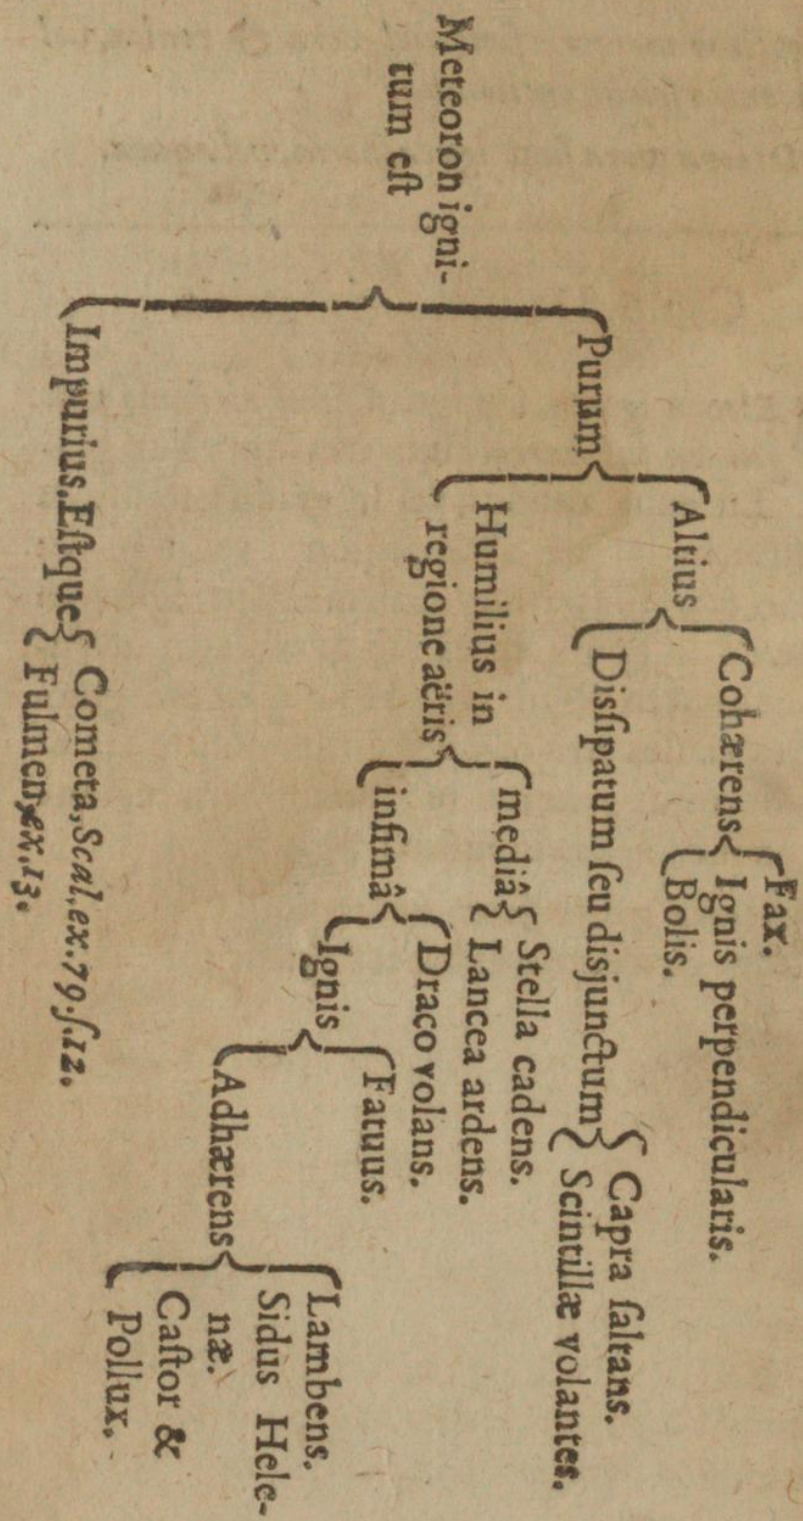 Meteoron igni-
tum eſt
Purum
Altius
Cohærens
Fax.
Ignis perpendicularis.
Bolis.
Disſipatum ſeu disjunctum
Capra ſaltans.
Scintillæ volantes.
Humilius in
regione aëris
mediâ
Stella cadens.
Lancea ardens.
infimâ
Draco volans.
Ignis
Fatuus.
Adhærens
Lambens.
Sidus Hele-
næ.
Caſtor &
Pollux.
Impurius. Eſtque
Cometa, Scal. ex. 79. ſ. 12.
Fulmen, ex. 13.